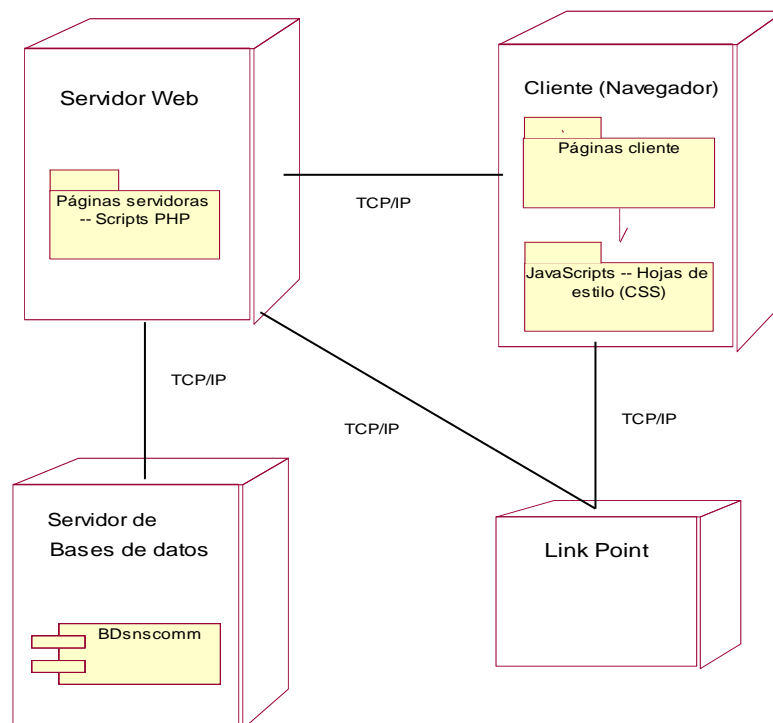 Servidor Web
Páginas servidoras
-- Scripts PHP
TCP/IP
Cliente (Navegador)
Páginas cliente
JavaScripts -- Hojas de
estilo (CSS)
TCP/IP
TCP/IP
TCP/IP
Servidor de
Bases de datos
BDsnscomm
Link Point